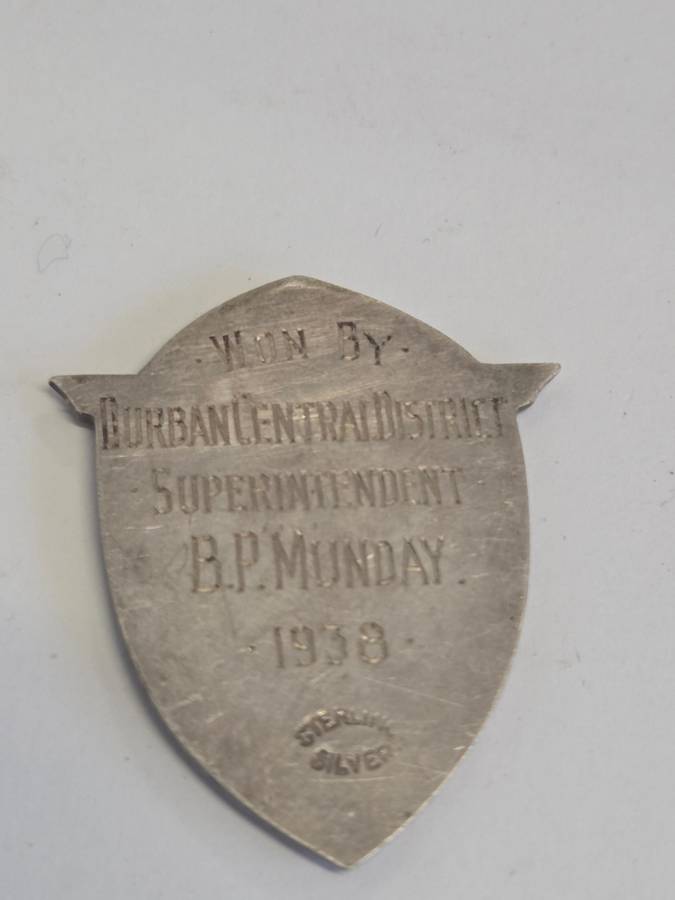 · WON BY ·
DURBAN CENTRAL DISTRICT
· SUPERINTENDENT
B.P. MUNDAY.
· 1938 ·
STERLING
SILVER